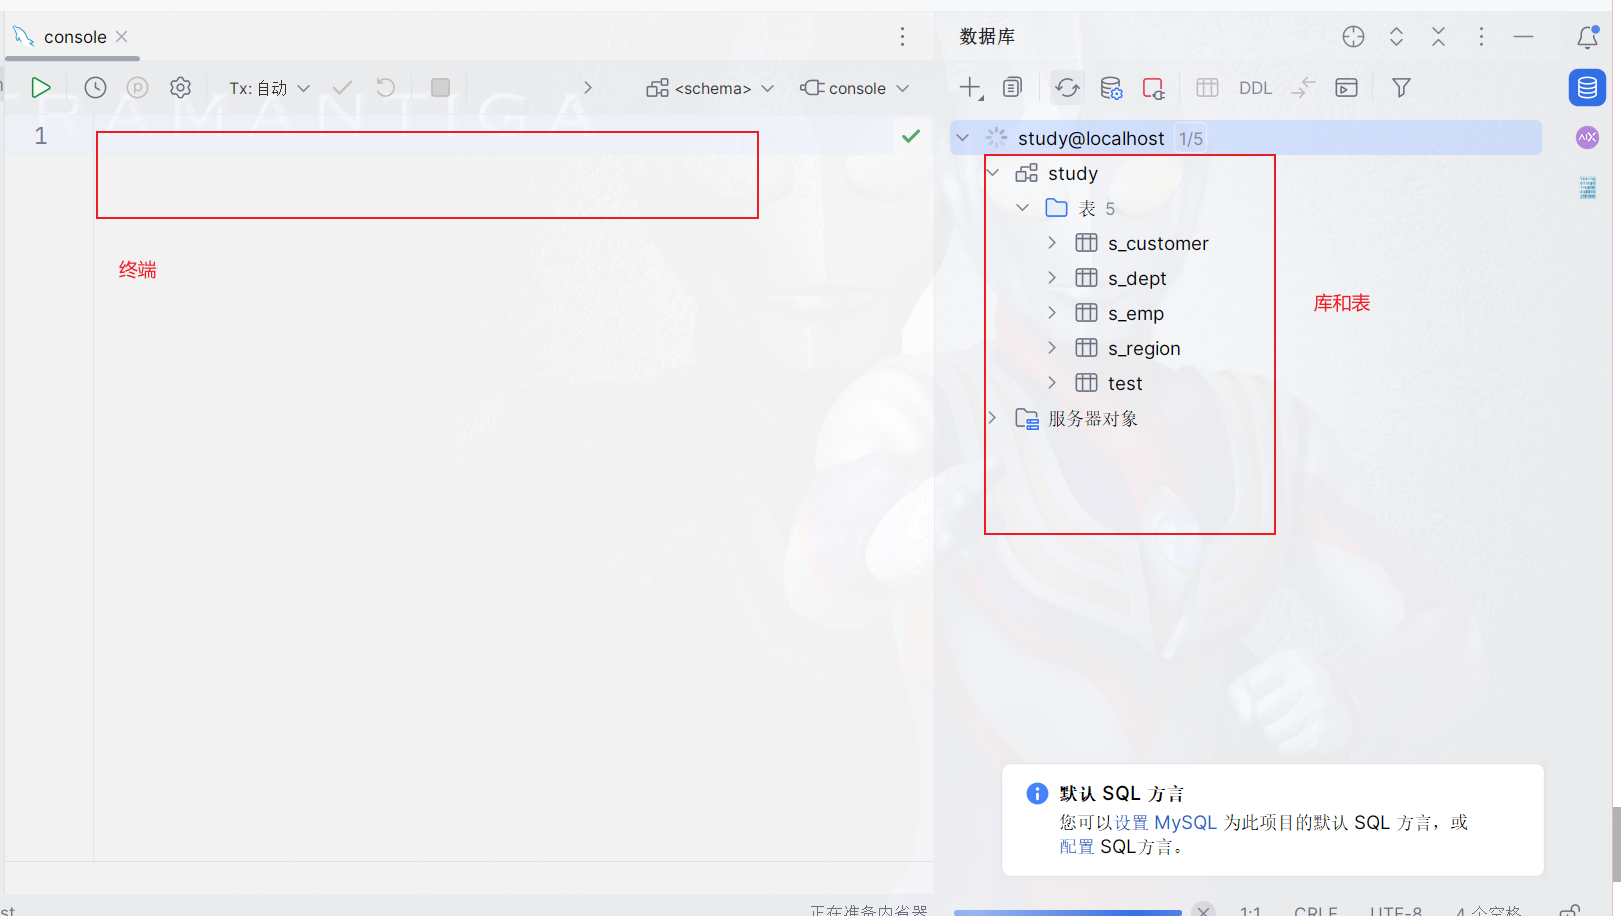 console
数据库
Tx: 自动
<schema>
console
DDL
RAMANTIGA
1
study@localhost 1/5
study
表 5
s_customer
s_dept
s_emp
s_region
test
服务器对象
终端
库和表
默认 SQL 方言
您可以设置 MySQL 为此项目的默认 SQL 方言，或
配置 SQL方言。
st
正在准备内省器
1:1
CRLF
UTF-8
4 个空格